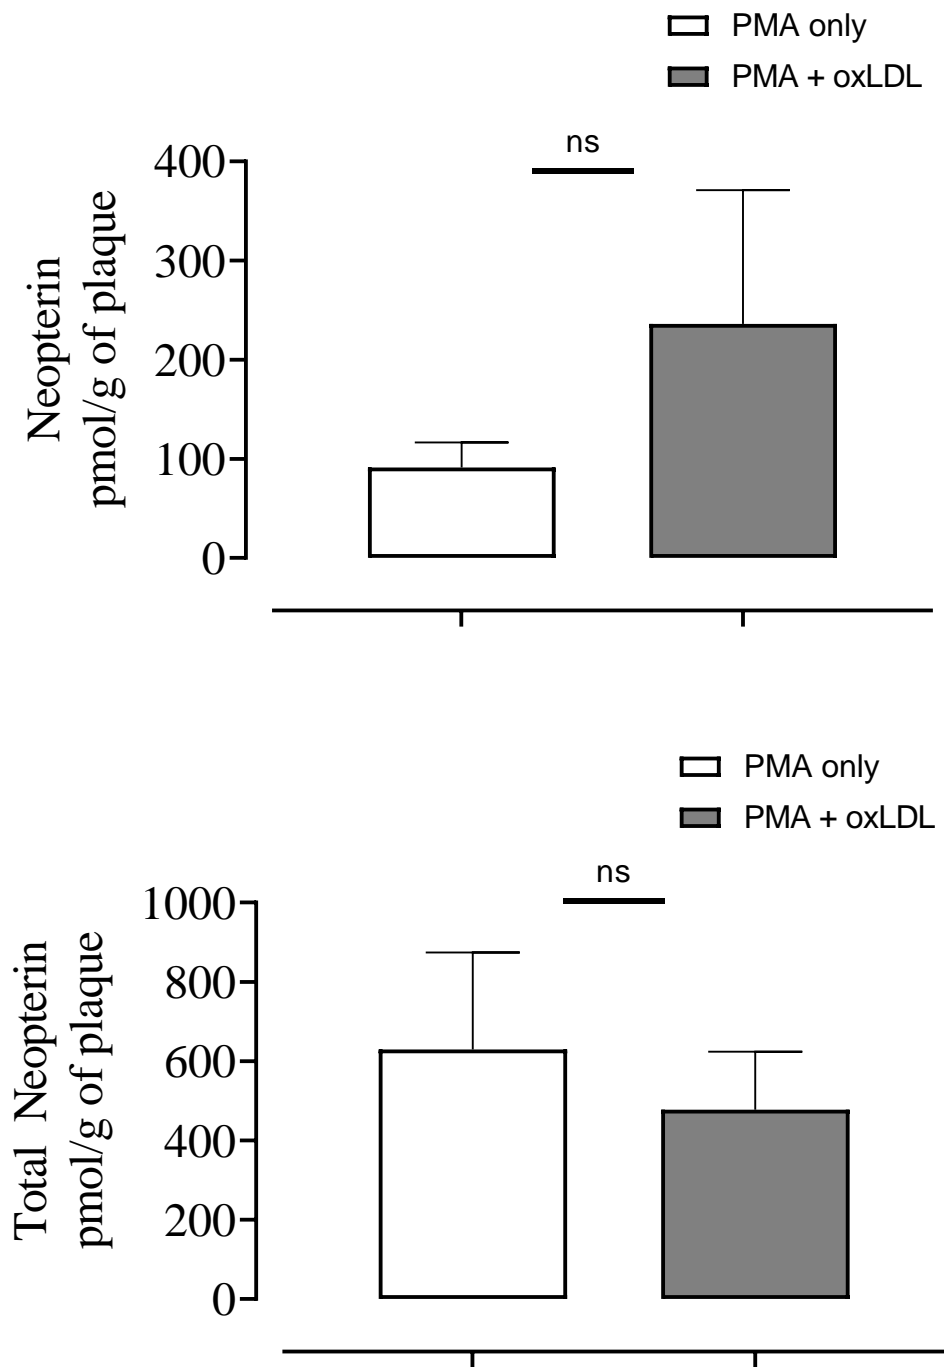 PMA only
PMA + oxLDL
ns
Neopterin
pmol/g of plaque
400
300
200
100
0
PMA only
PMA + oxLDL
ns
Total Neopterin
pmol/g of plaque
1000
800
600
400
200
0